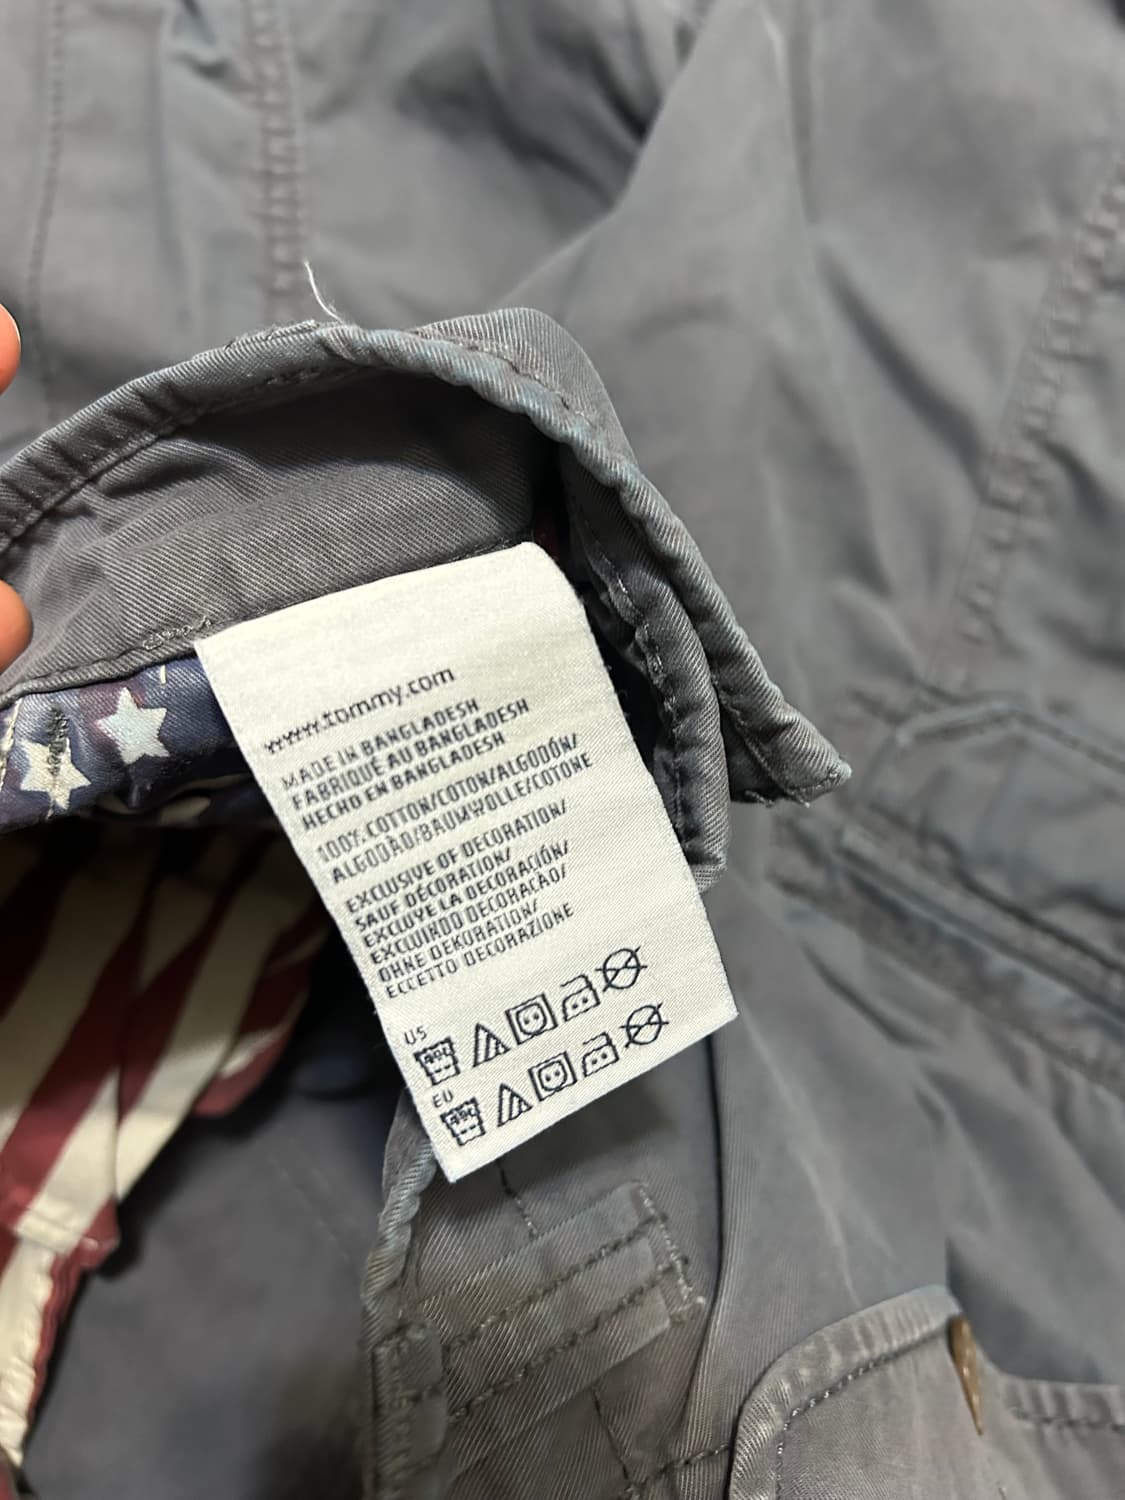 www.tommy.com
MADE IN BANGLADESH
FABRIQUÉ AU BANGLADESH
HECHO EN BANGLADESH
100% COTTON/COTON/ALGODÓN/
ALGODÃO/BAUMWOLLE/COTONE
EXCLUSIVE OF DECORATION/
SAUF DÉCORATION/
EXCLUYE LA DECORACIÓN/
EXCLUINDO DECORAÇAO/
OHNE DEKORATION/
ECCETTO DECORAZIONE
US
EU